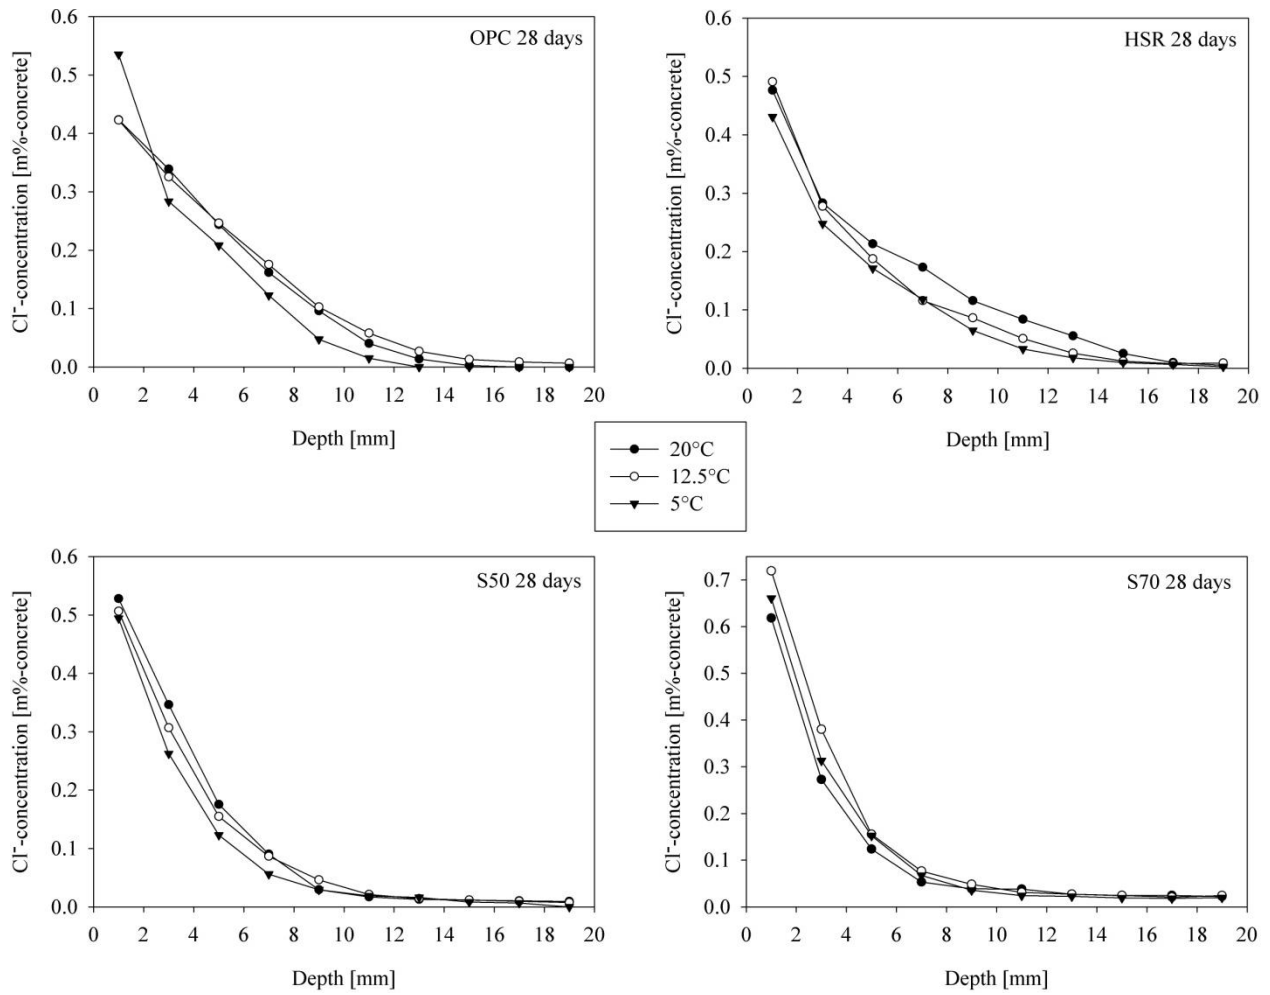 OPC 28 days
Cl⁻-concentration [m%-concrete]
0.6
0.5
0.4
0.3
0.2
0.1
0.0
0 2 4 6 8 10 12 14 16 18 20
Depth [mm]
HSR 28 days
Cl⁻-concentration [m%-concrete]
0.6
0.5
0.4
0.3
0.2
0.1
0.0
0 2 4 6 8 10 12 14 16 18 20
Depth [mm]
20°C
12.5°C
5°C
S50 28 days
Cl⁻-concentration [m%-concrete]
0.6
0.5
0.4
0.3
0.2
0.1
0.0
0 2 4 6 8 10 12 14 16 18 20
Depth [mm]
S70 28 days
Cl⁻-concentration [m%-concrete]
0.7
0.6
0.5
0.4
0.3
0.2
0.1
0.0
0 2 4 6 8 10 12 14 16 18 20
Depth [mm]